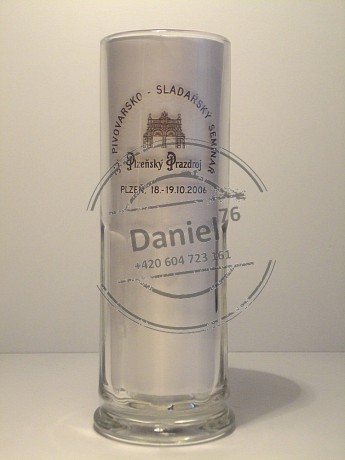 PIVOVARSKO - SLADAŘSKÝ SEMINÁŘ
Plzeňský Prazdroj
PLZEŇ, 18.-19.10 2006
Daniel76
+420 604 723 161